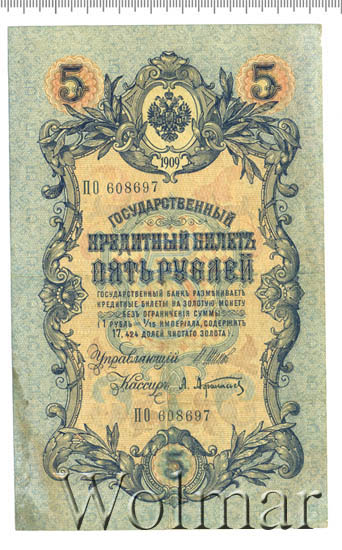 5 5
1909
ПО 608697
ГОСУДАРСТВЕННЫЙ
КРЕДИТНЫЙ БИЛЕТЪ
ПЯТЬ РУБЛЕЙ
ГОСУДАРСТВЕННЫЙ БАНКЪ РАЗМѢНИВАЕТЪ
КРЕДИТНЫЕ БИЛЕТЫ НА ЗОЛОТУЮ МОНЕТУ
БЕЗЪ ОГРАНИЧЕНІЯ СУММЫ
(1 РУБЛЬ = 1/15 ИМПЕРІАЛА, СОДЕРЖИТЪ
17,424 ДОЛЕЙ ЧИСТАГО ЗОЛОТА).
Управляющій
Кассиръ
ПО 608697
5
Wolmar